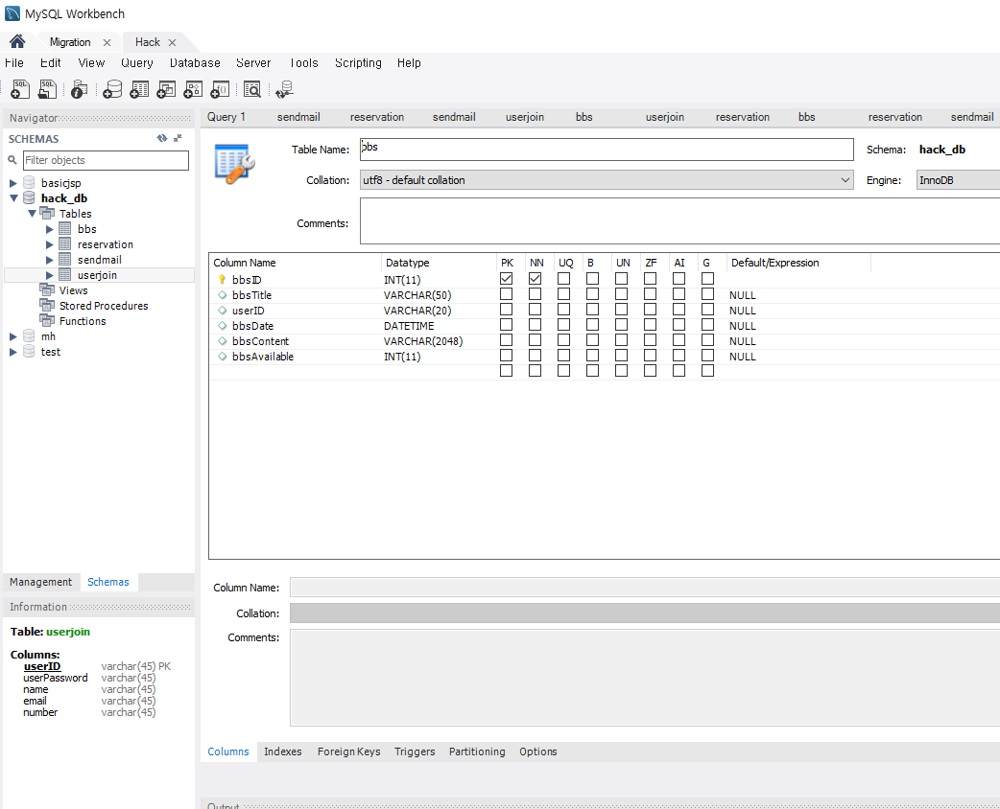 MySQL Workbench
Migration × Hack ×
File Edit View Query Database Server Tools Scripting Help
Navigator
SCHEMAS
Filter objects
basicjsp
hack_db
Tables
bbs
reservation
sendmail
userjoin
Views
Stored Procedures
Functions
mh
test
Management Schemas
Information
Table: userjoin
Columns:
userID varchar(45) PK
userPassword varchar(45)
name varchar(45)
email varchar(45)
number varchar(45)
Query 1 sendmail reservation sendmail userjoin bbs userjoin reservation bbs reservation sendmail
Table Name: bbs Schema: hack_db
Collation: utf8 - default collation Engine: InnoDB
Comments:
Column Name Datatype PK NN UQ B UN ZF AI G Default/Expression
bbsID INT(11)
bbsTitle VARCHAR(50) NULL
userID VARCHAR(20) NULL
bbsDate DATETIME NULL
bbsContent VARCHAR(2048) NULL
bbsAvailable INT(11) NULL
Column Name:
Collation:
Comments:
Columns Indexes Foreign Keys Triggers Partitioning Options
Output